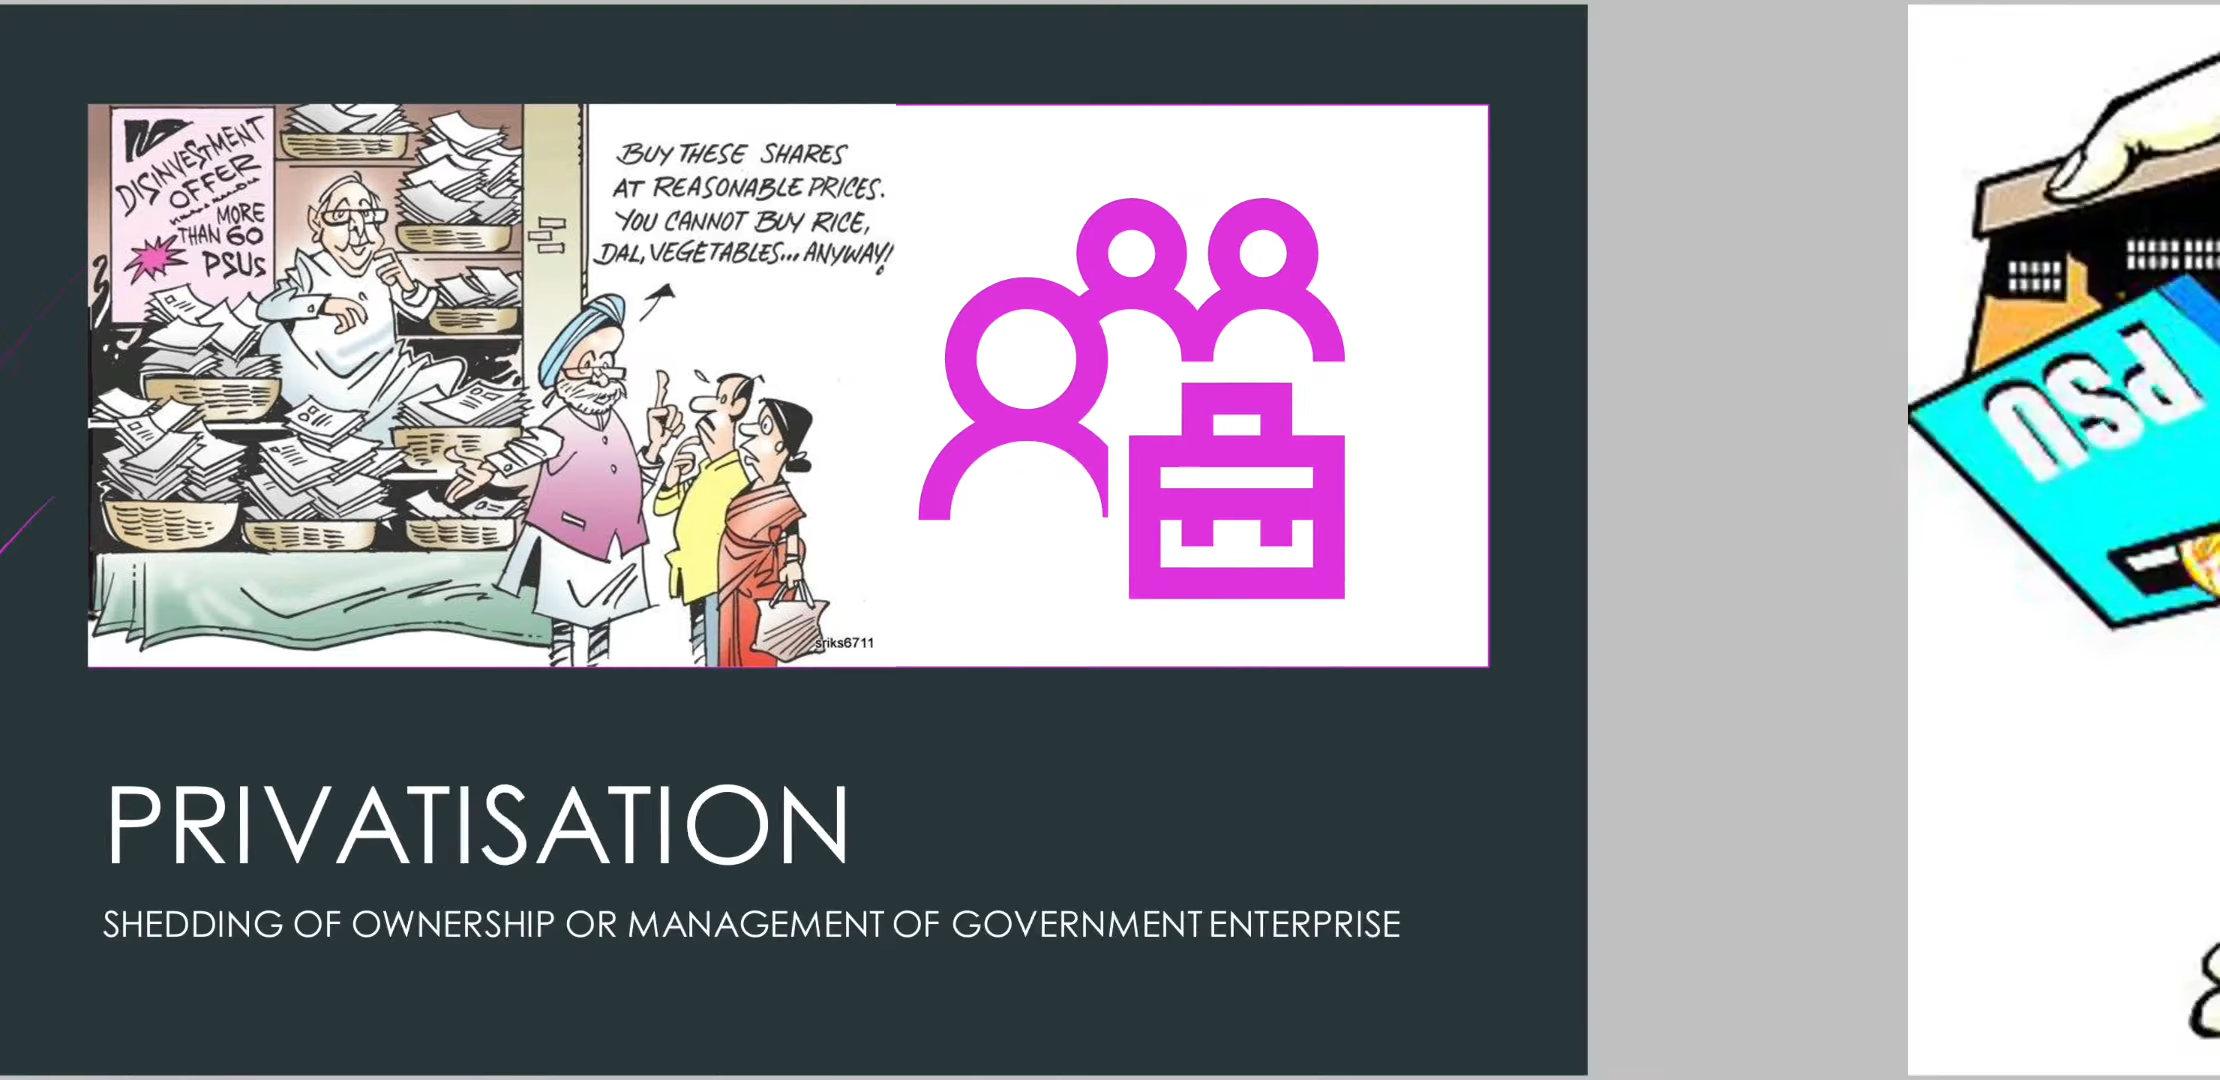 DISINVESTMENT
OFFER
MORE
THAN 60
PSUs
BUY THESE SHARES
AT REASONABLE PRICES.
YOU CANNOT BUY RICE,
DAL, VEGETABLES... ANYWAY!
sriks6711
PRIVATISATION
SHEDDING OF OWNERSHIP OR MANAGEMENT OF GOVERNMENT ENTERPRISE
PSU